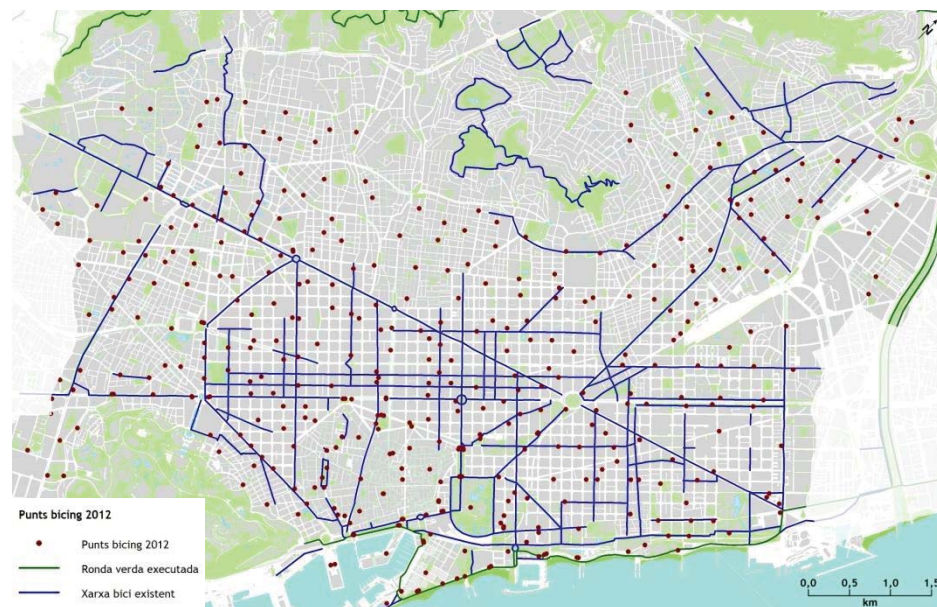 N
Punts bicing 2012
Punts bicing 2012
Ronda verda executada
Xarxa bici existent
0,0 0,5 1,0 1,5
km